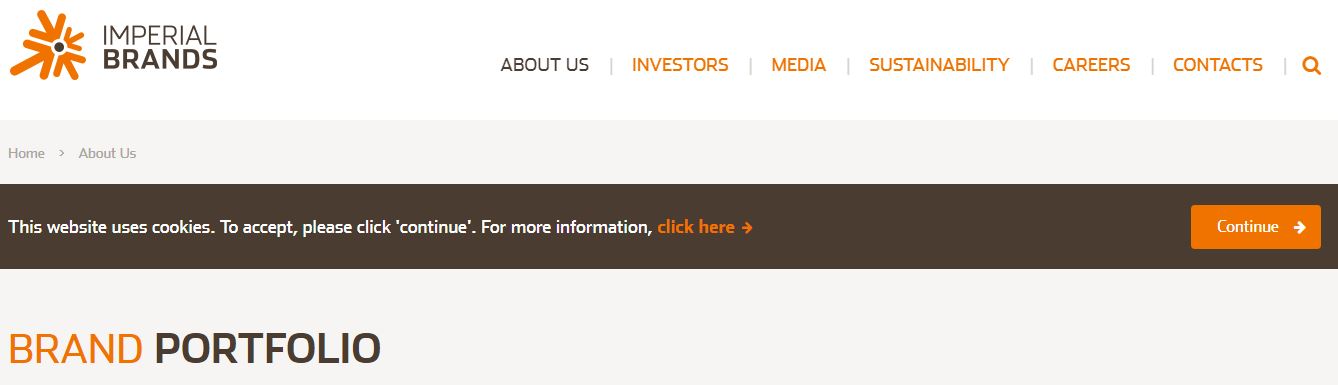 IMPERIAL
BRANDS
ABOUT US | INVESTORS | MEDIA | SUSTAINABILITY | CAREERS | CONTACTS |
Home > About Us
This website uses cookies. To accept, please click 'continue'. For more information, click here
Continue
BRAND PORTFOLIO